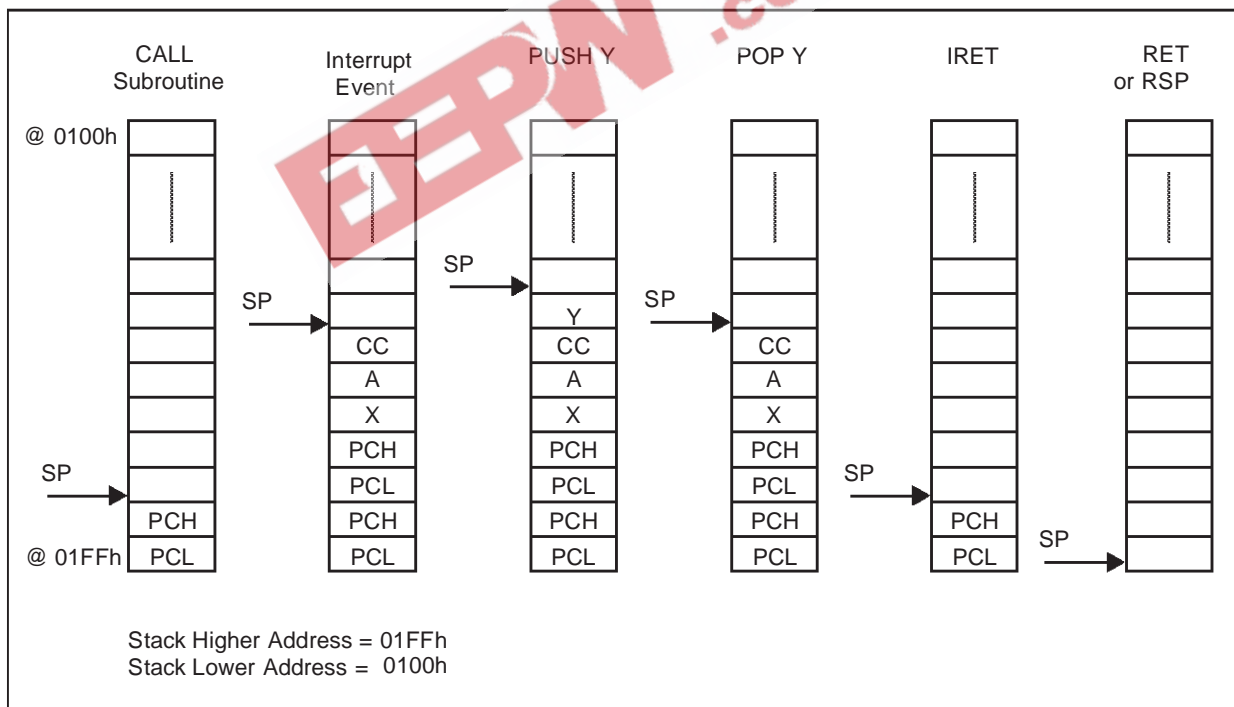 CALL
Subroutine
Interrupt
Event
PUSH Y
POP Y
IRET
RET
or RSP
@ 0100h
SP
SP
SP
Y
CC
CC
CC
A
A
A
X
X
X
PCH
PCH
PCH
SP
SP
PCL
PCL
PCL
PCH
PCH
PCH
PCH
PCH
SP
@ 01FFh
PCL
PCL
PCL
PCL
PCL
Stack Higher Address = 01FFh
Stack Lower Address = 0100h
EEPW
.co